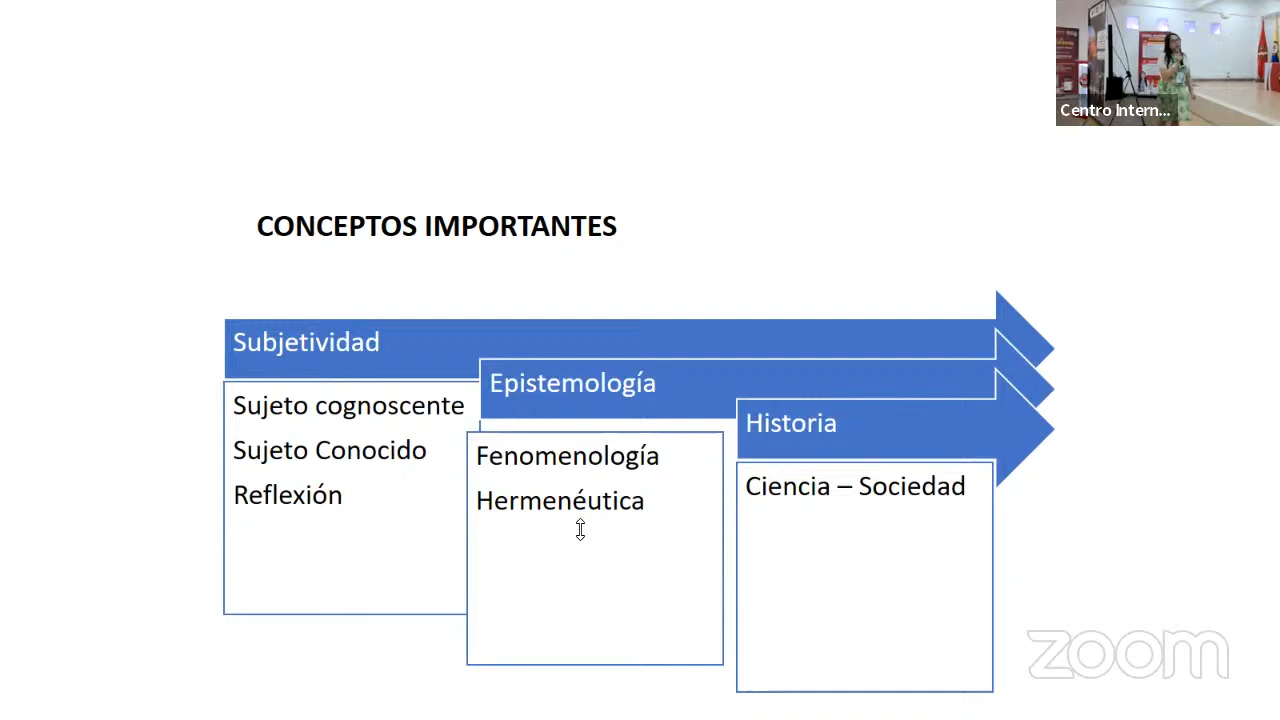 Centro Intern...
CONCEPTOS IMPORTANTES
Subjetividad
Sujeto cognoscente
Sujeto Conocido
Reflexión
Epistemología
Fenomenología
Hermenéutica
Historia
Ciencia – Sociedad
zoom